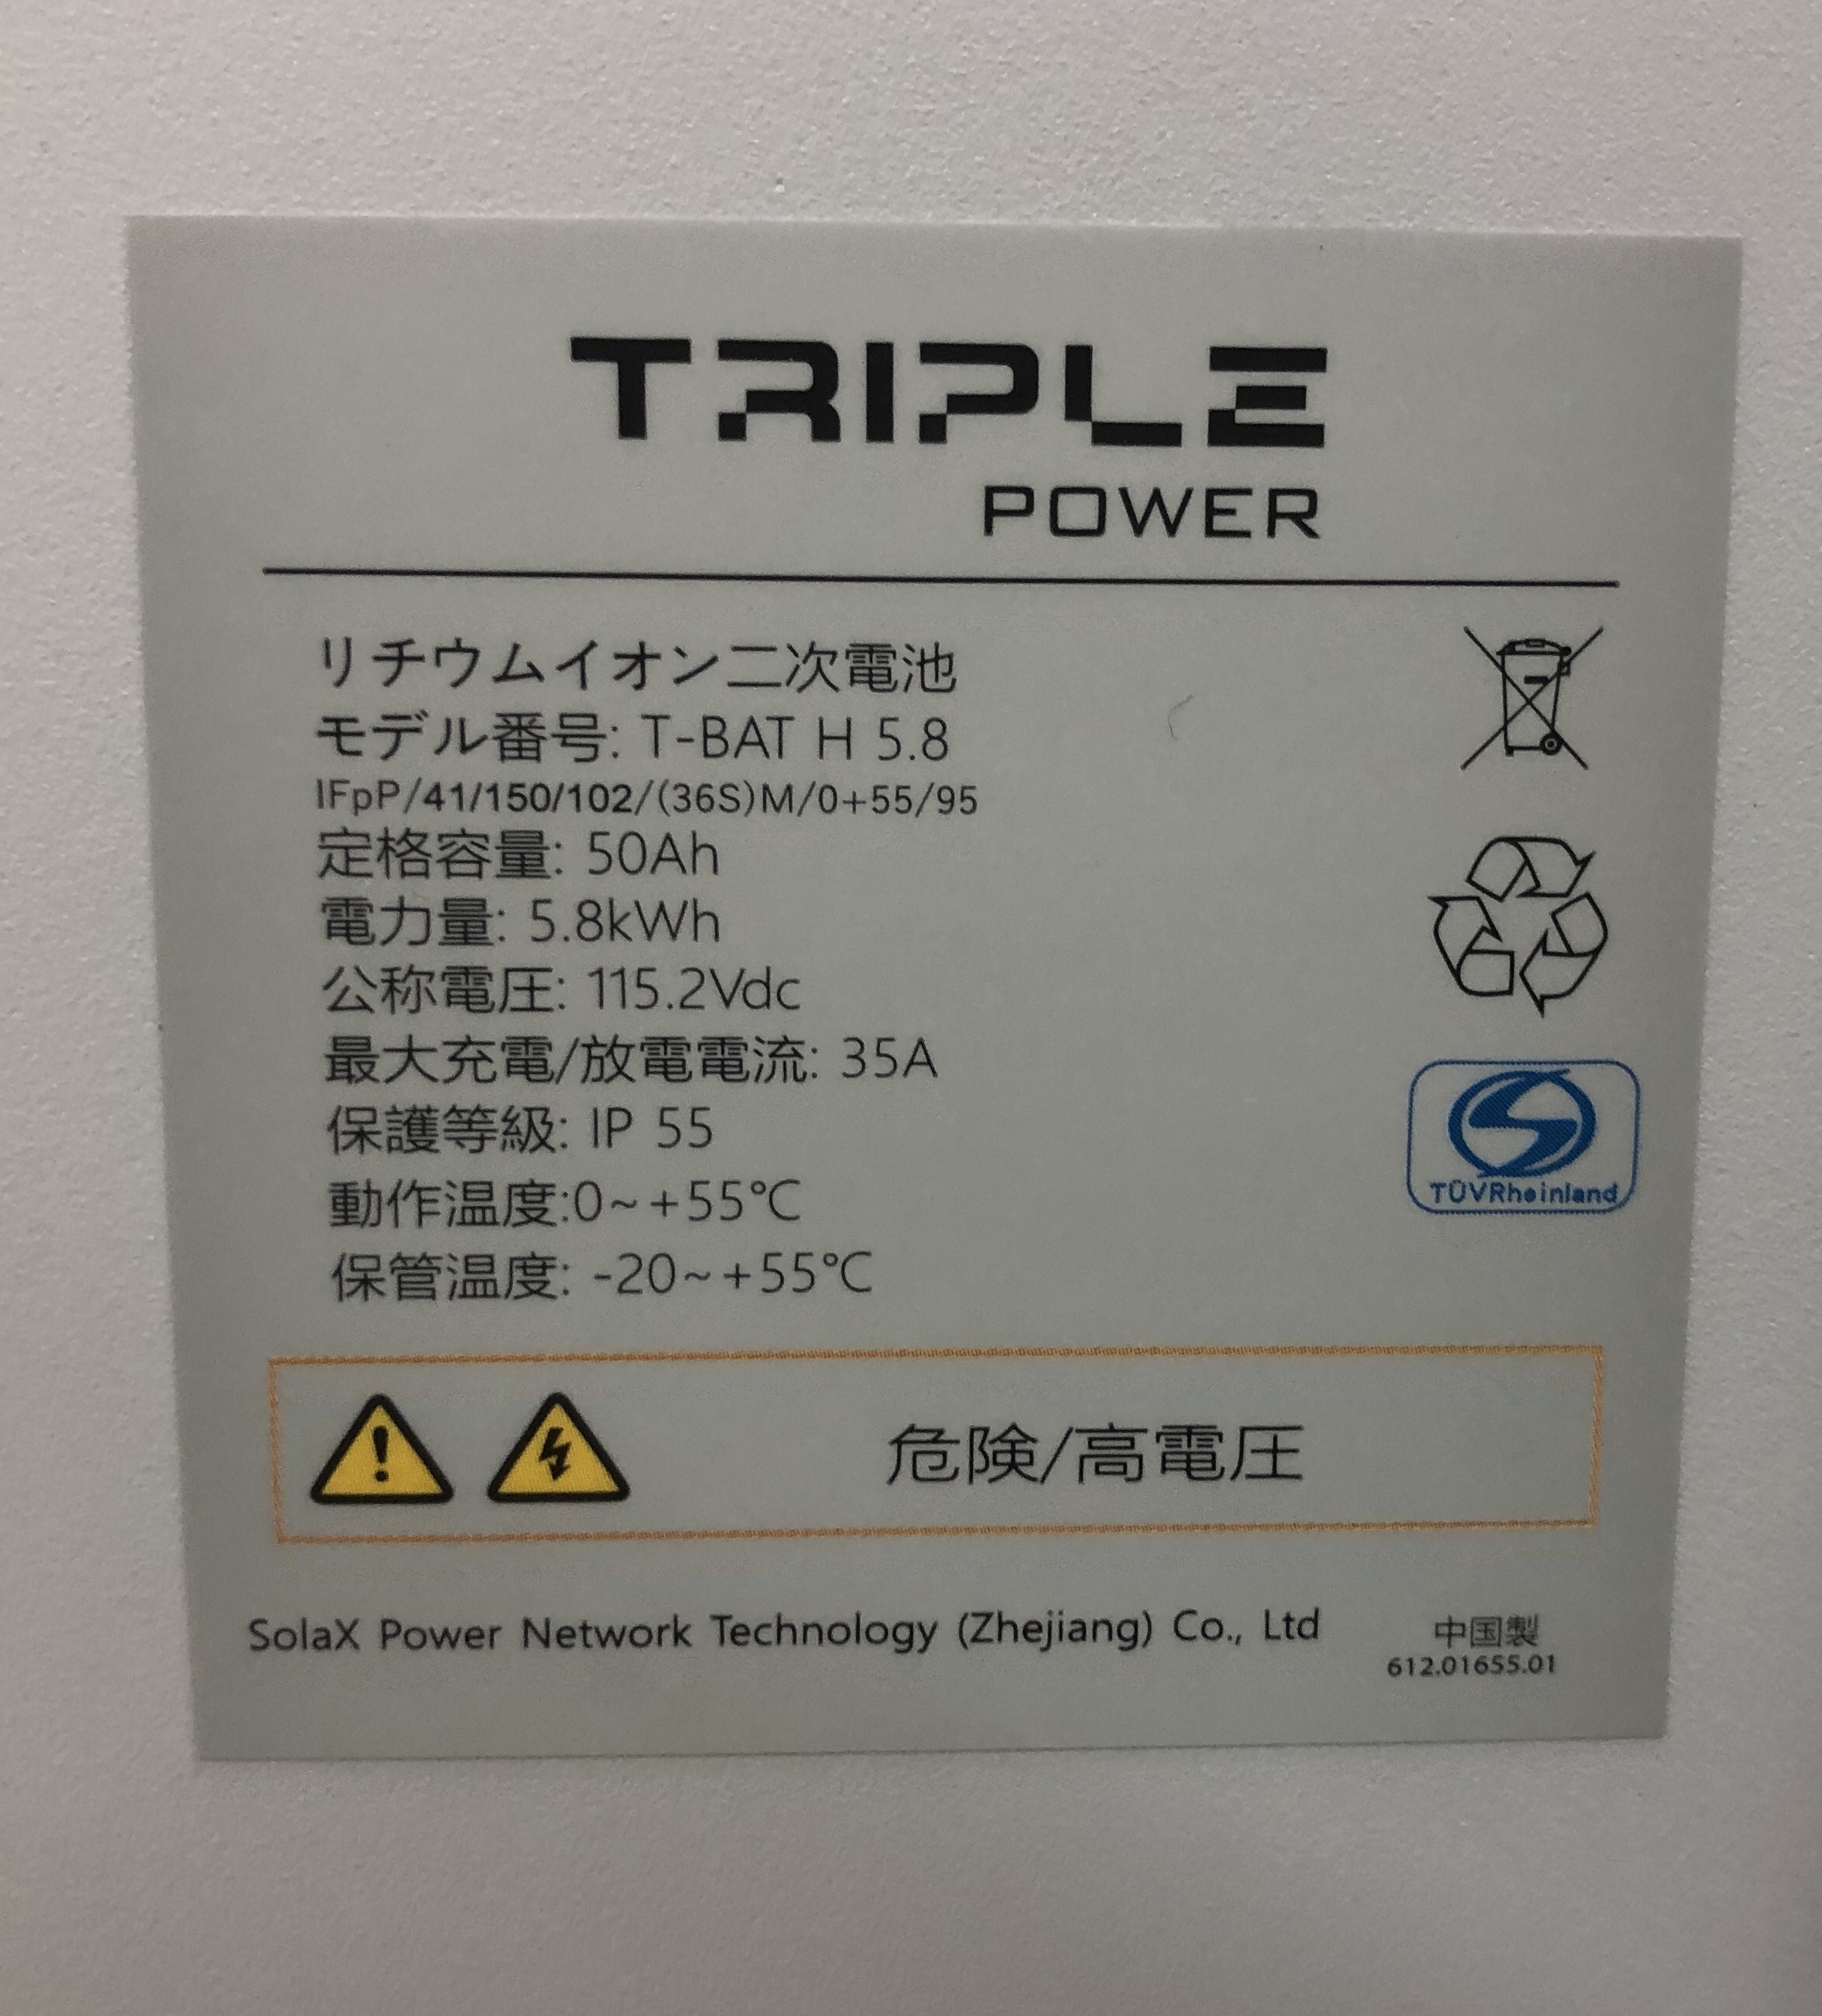 TRIPLE
POWER
リチウムイオン二次電池
モデル番号: T-BAT H 5.8
IFpP/41/150/102/(36S)M/0+55/95
定格容量: 50Ah
電力量: 5.8kWh
公称電圧: 115.2Vdc
最大充電/放電電流: 35A
保護等級: IP 55
動作温度:0~+55℃
保管温度: -20~+55℃
TÜVRheinland
危険/高電圧
SolaX Power Network Technology (Zhejiang) Co., Ltd
中国製
612.01655.01